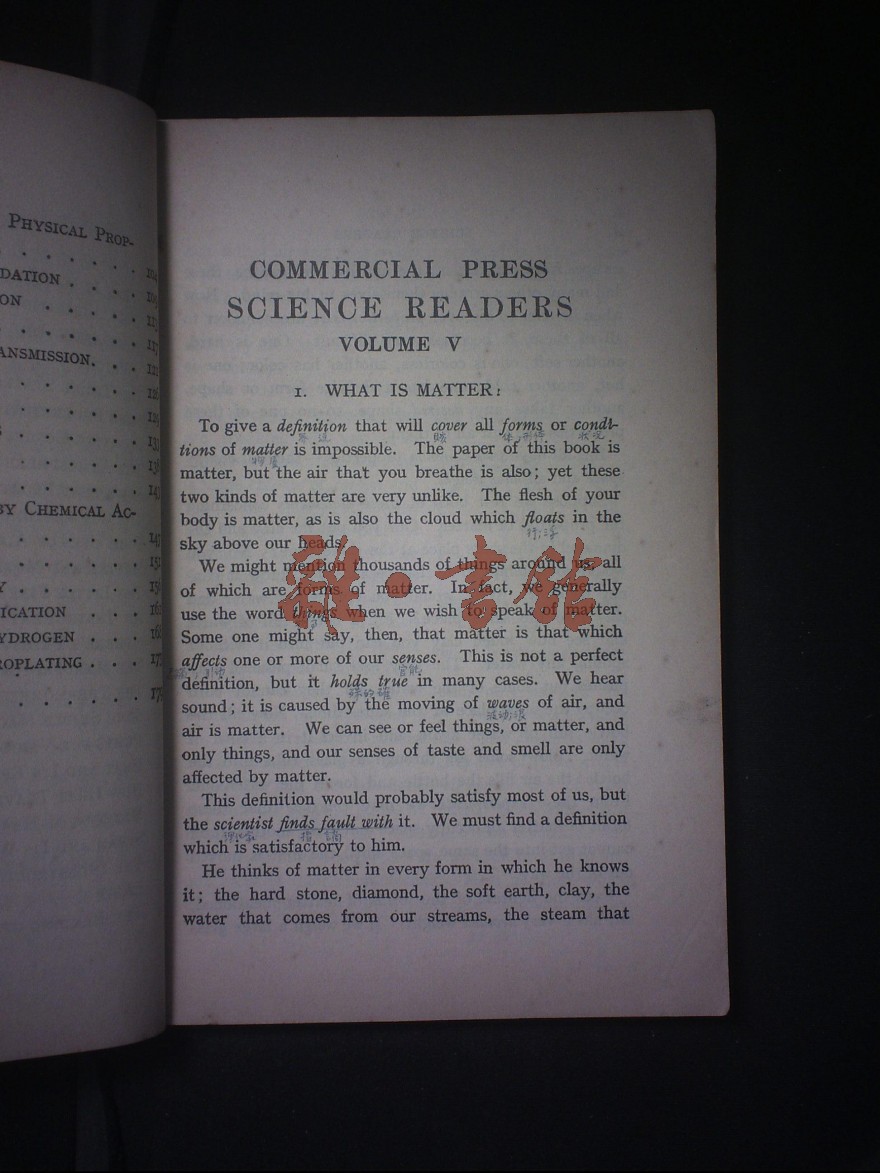 PHYSICAL PROP-
DATION
ON
ANSMISSION.
BY CHEMICAL AC-
ICATION
YDROGEN
ROPLATING
COMMERCIAL PRESS
SCIENCE READERS
VOLUME V
1. WHAT IS MATTER?
To give a definition that will cover all forms or condi-
tions of matter is impossible. The paper of this book is
matter, but the air that you breathe is also; yet these
two kinds of matter are very unlike. The flesh of your
body is matter, as is also the cloud which floats in the
sky above our heads.
We might mention thousands of things around us, all
of which are forms of matter. In fact, we generally
use the word things when we wish to speak of matter.
Some one might say, then, that matter is that which
affects one or more of our senses. This is not a perfect
definition, but it holds true in many cases. We hear
sound; it is caused by the moving of waves of air, and
air is matter. We can see or feel things, or matter, and
only things, and our senses of taste and smell are only
affected by matter.
This definition would probably satisfy most of us, but
the scientist finds fault with it. We must find a definition
which is satisfactory to him.
He thinks of matter in every form in which he knows
it; the hard stone, diamond, the soft earth, clay, the
water that comes from our streams, the steam that
雜·書館